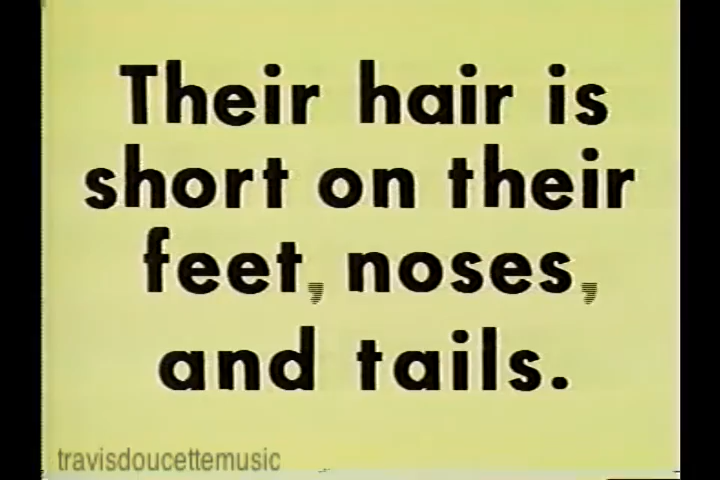 Their hair is
short on their
feet, noses,
and tails.
travisdoucettemusic